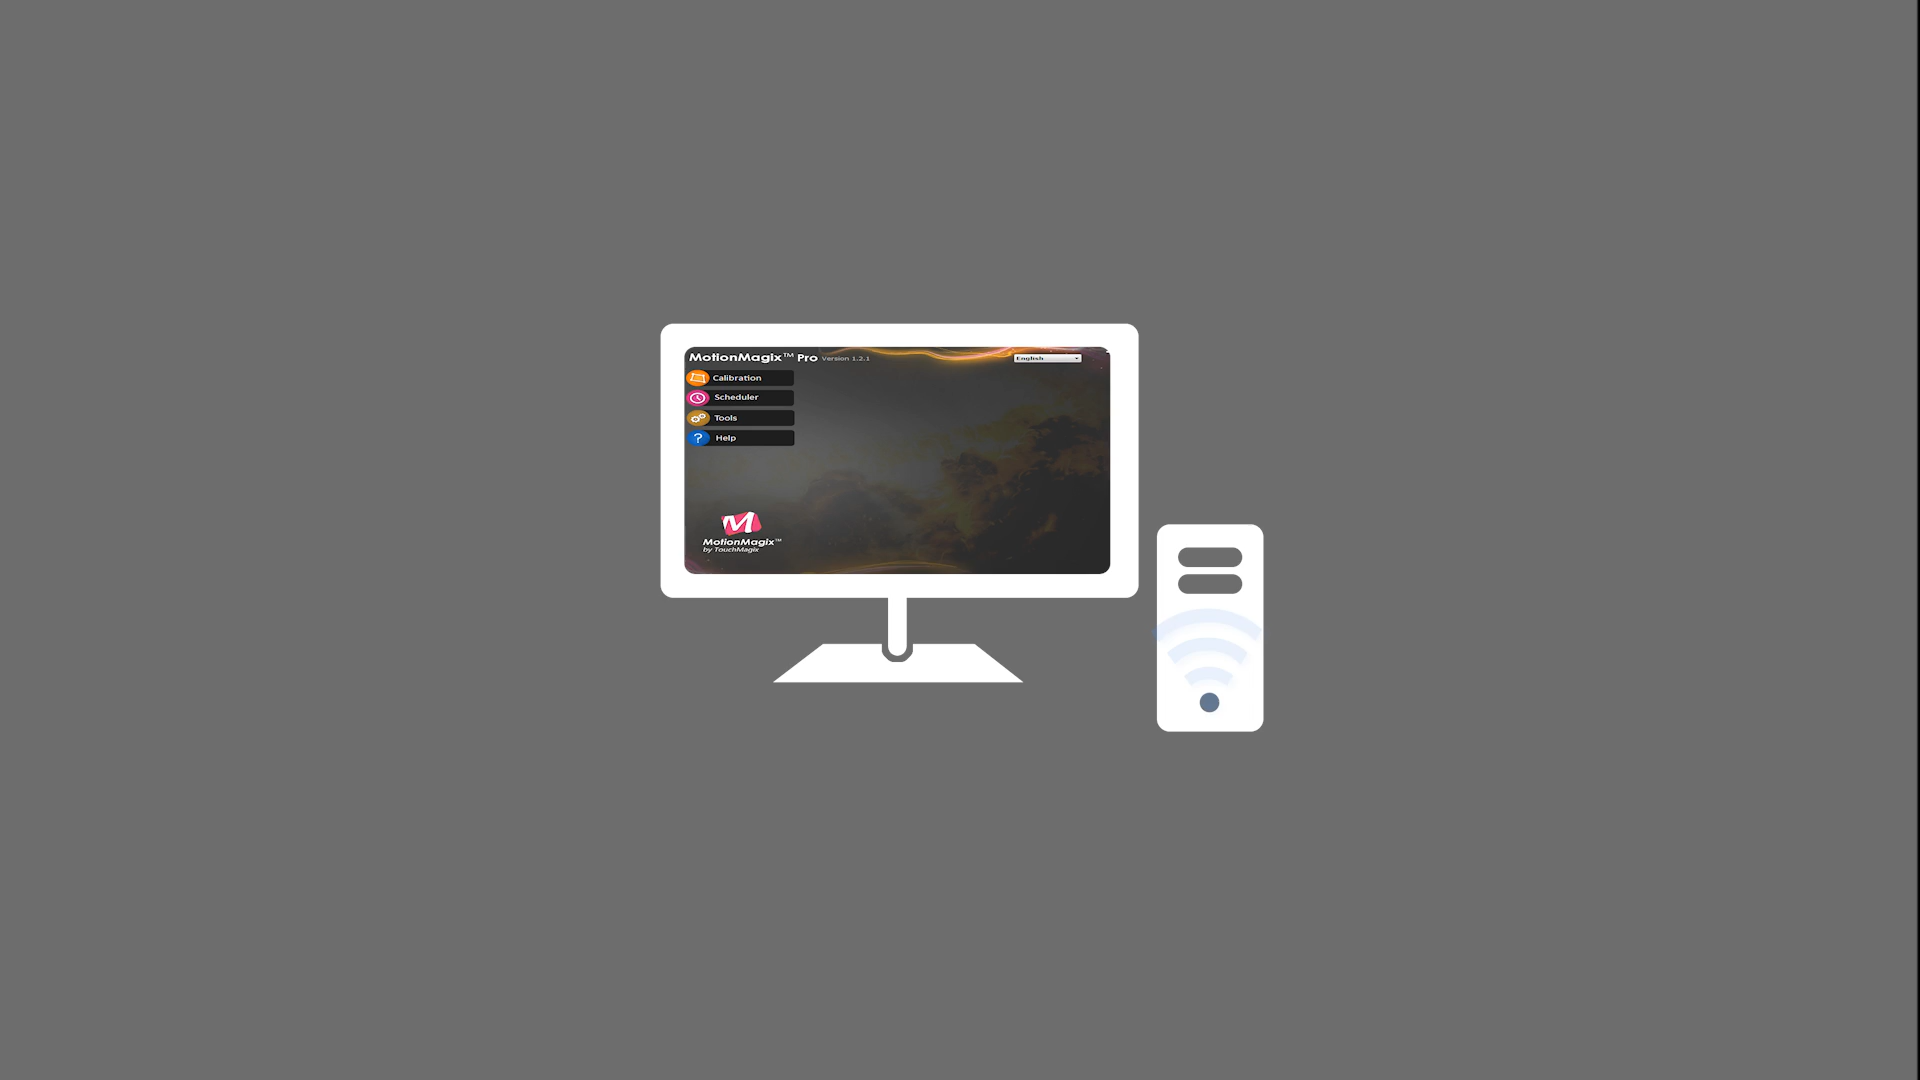 MotionMagix™ Pro Version 1.2.1
English
Calibration
Scheduler
Tools
? Help
M
MotionMagix™
by TouchMagix